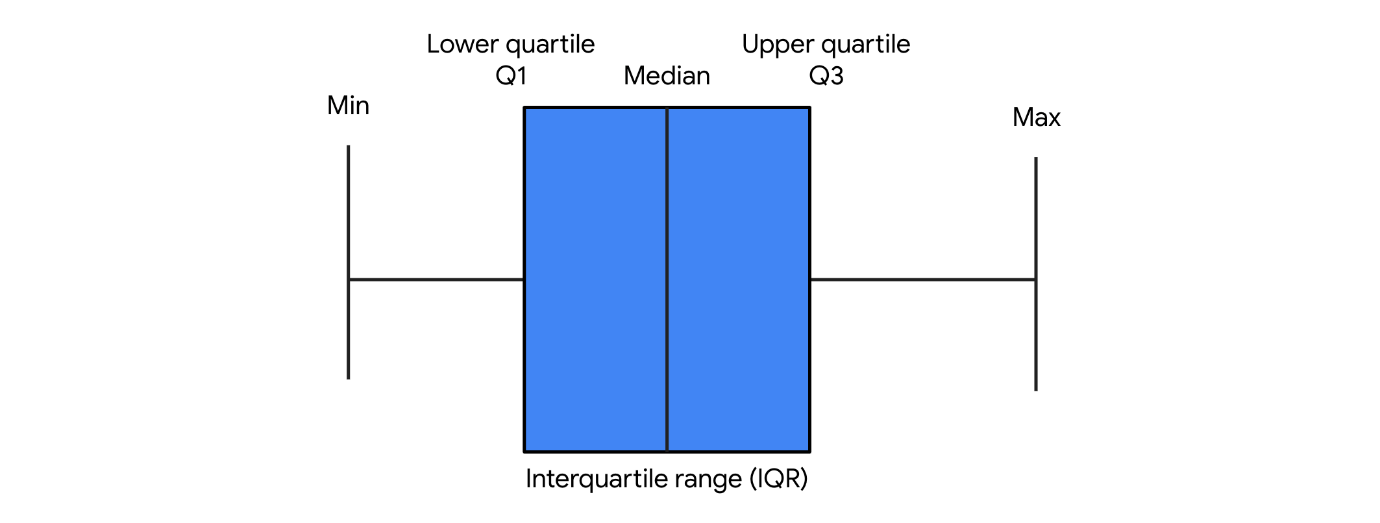 Lower quartile
Q1
Median
Upper quartile
Q3
Min
Max
Interquartile range (IQR)